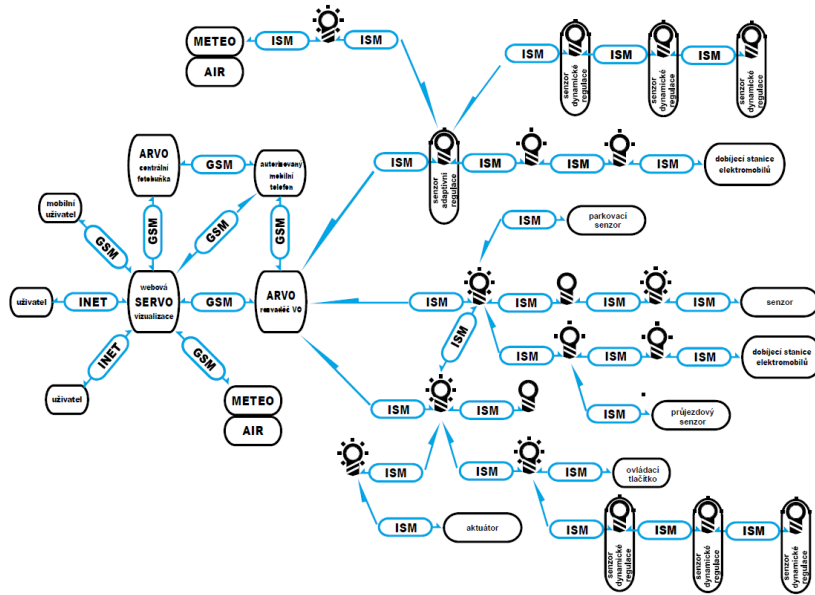 METEO
AIR
ISM
ISM
ISM
ISM
ISM
senzor
dynamické
regulace
senzor
dynamické
regulace
senzor
dynamické
regulace
ARVO
centrální
fotobuňka
GSM
autorizovaný
mobilní
telefon
ISM
senzor
adaptivní
regulace
ISM
ISM
ISM
dobíjecí stanice
elektromobilů
mobilní
uživatel
GSM
GSM
GSM
GSM
ISM
parkovací
senzor
uživatel
INET
webová
SERVO
vizualizace
GSM
ARVO
rozvaděč VO
ISM
ISM
ISM
ISM
senzor
INET
GSM
ISM
ISM
ISM
ISM
dobíjecí stanice
elektromobilů
uživatel
METEO
AIR
ISM
ISM
ISM
průjezdový
senzor
ISM
ISM
ISM
ovládací
tlačítko
ISM
aktuátor
ISM
ISM
ISM
senzor
dynamické
regulace
senzor
dynamické
regulace
senzor
dynamické
regulace